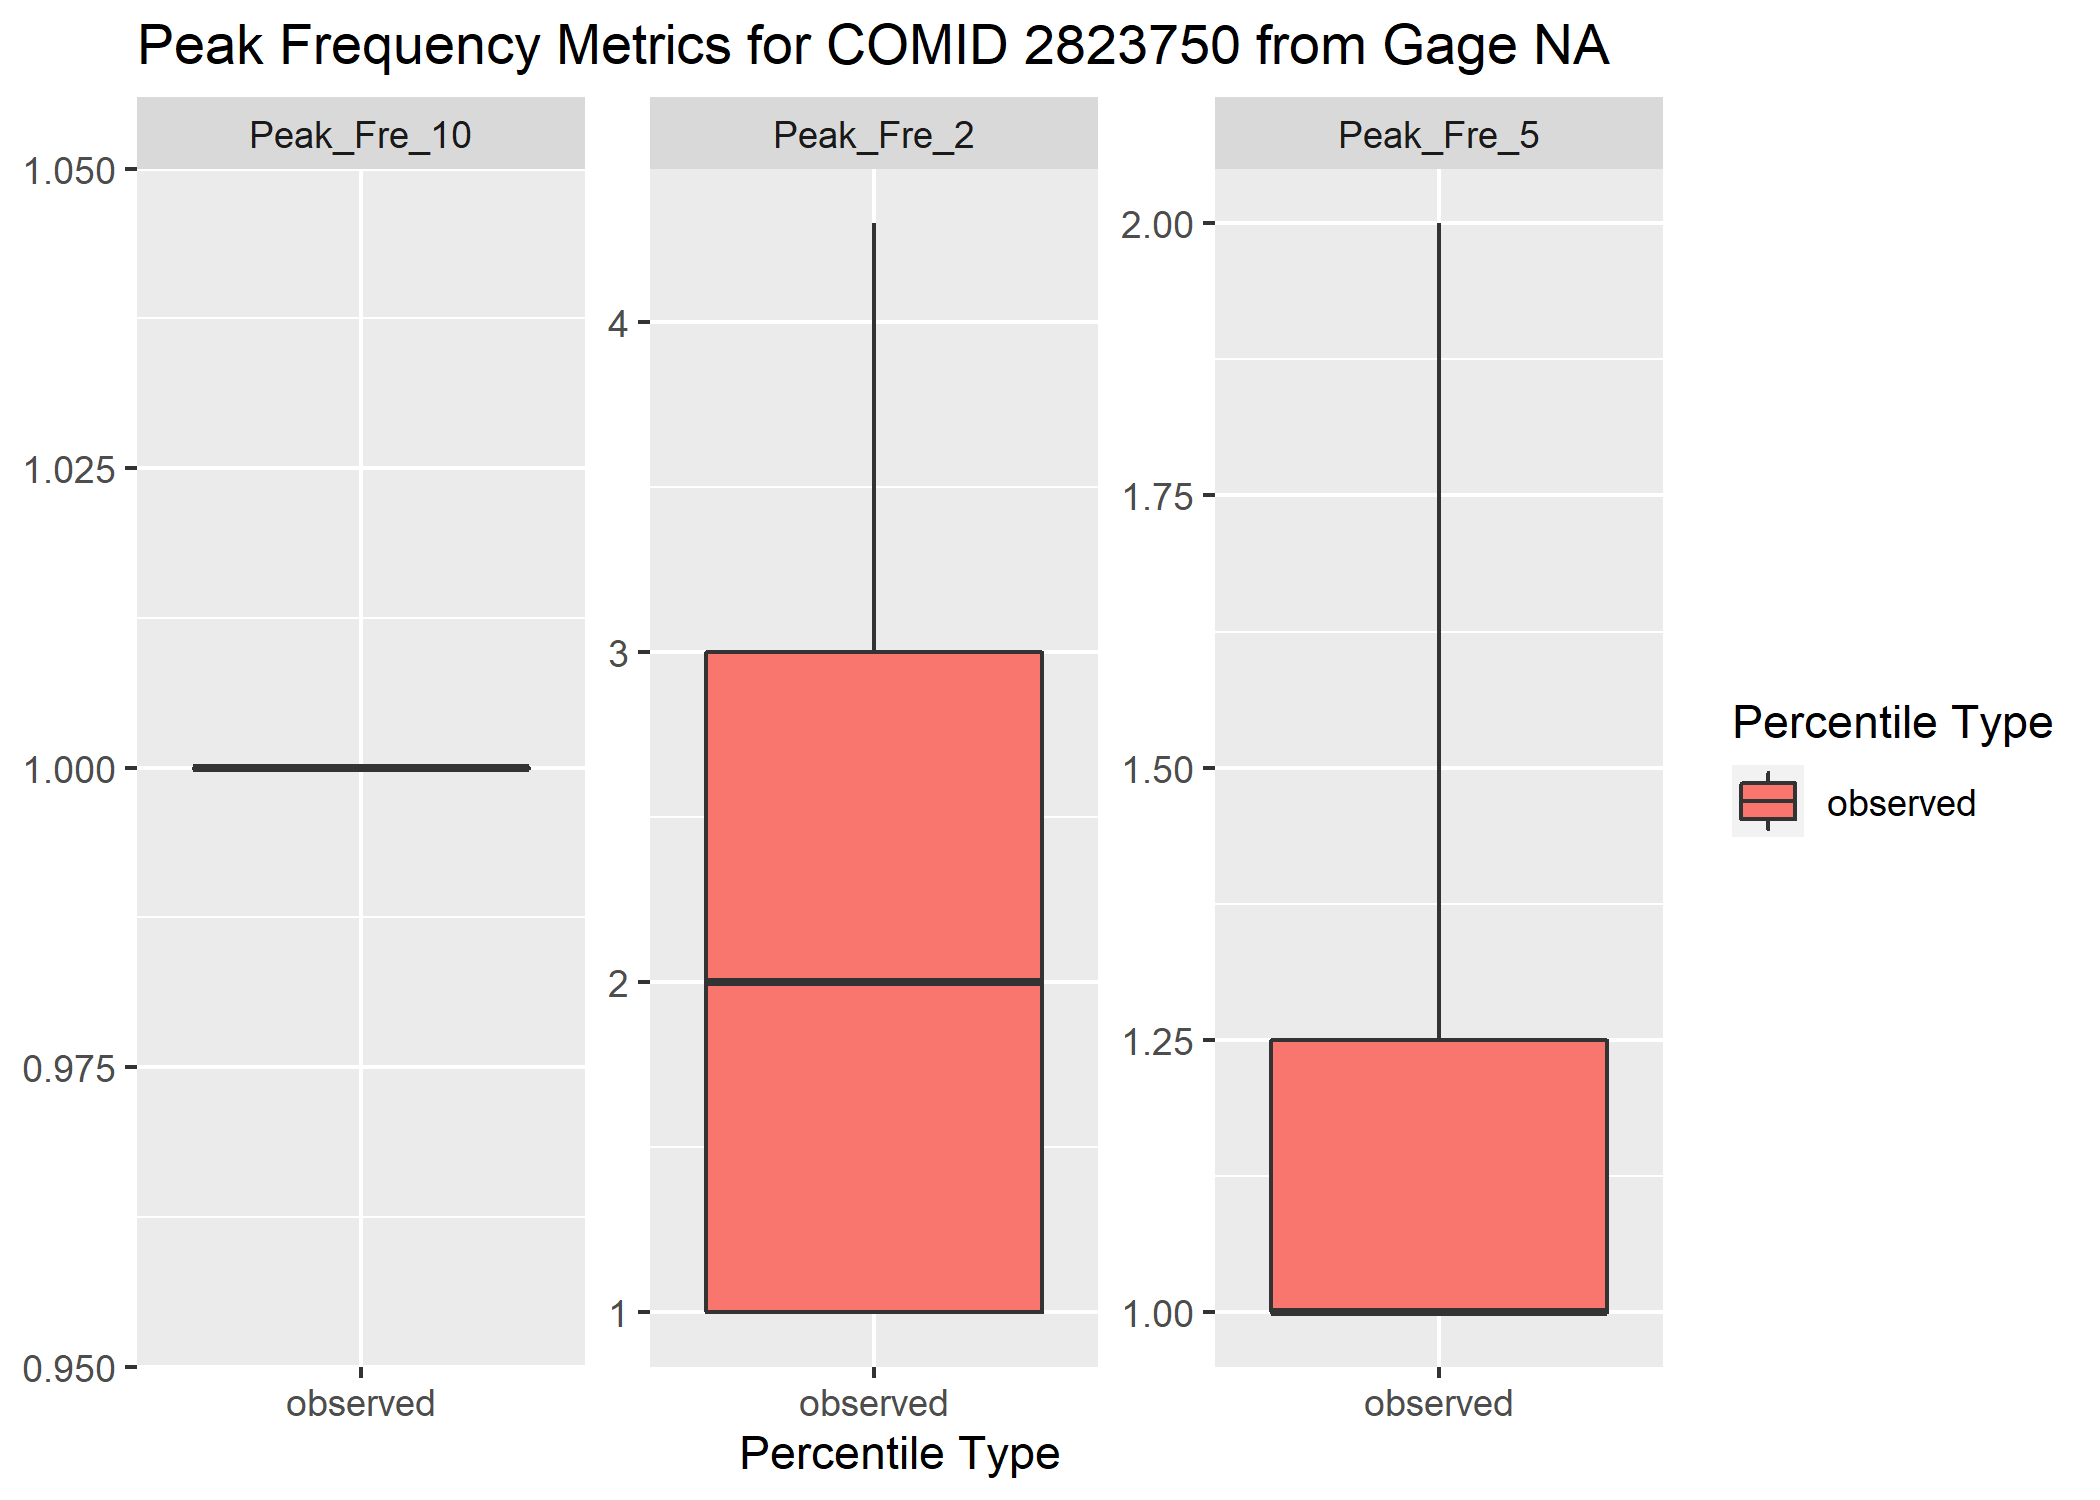 Peak Frequency Metrics for COMID 2823750 from Gage NA
Peak_Fre_10
Peak_Fre_2
Peak_Fre_5
1.050
1.025
1.000
0.975
0.950
4
3
2
1
2.00
1.75
1.50
1.25
1.00
observed
observed
observed
Percentile Type
Percentile Type
observed